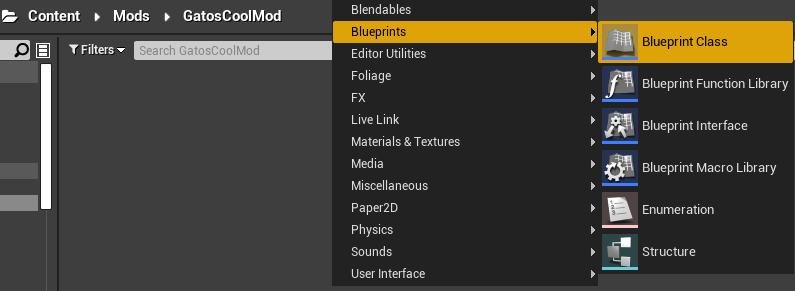 Content Mods GatosCoolMod
Filters Search GatosCoolMod
Blendables
Blueprints
Editor Utilities
Foliage
FX
Live Link
Materials & Textures
Media
Miscellaneous
Paper2D
Physics
Sounds
User Interface
Blueprint Class
Blueprint Function Library
Blueprint Interface
Blueprint Macro Library
Enumeration
Structure